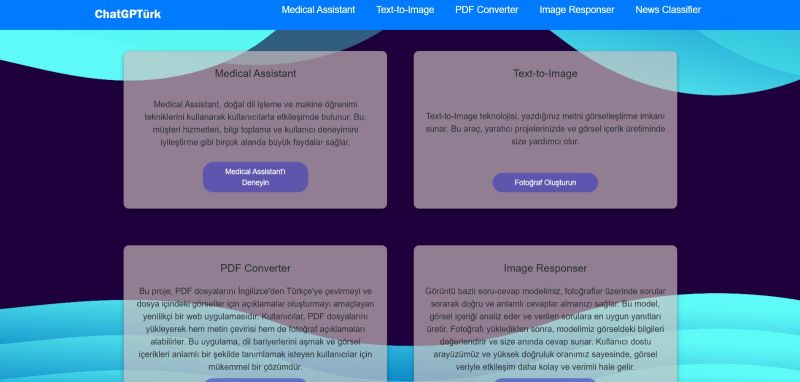 ChatGPTürk
Medical Assistant Text-to-Image PDF Converter Image Responser News Classifier
Medical Assistant
Medical Assistant, doğal dil işleme ve makine öğrenimi
tekniklerini kullanarak kullanıcılarla etkileşimde bulunur. Bu,
müşteri hizmetleri, bilgi toplama ve kullanıcı deneyimini
iyileştirme gibi birçok alanda büyük faydalar sağlar.
Medical Assistant'ı
Deneyin
Text-to-Image
Text-to-Image teknolojisi, yazdığınız metni görselleştirme imkanı
sunar. Bu araç, yaratıcı projelerinizde ve görsel içerik üretiminde
size yardımcı olur.
Fotoğraf Oluşturun
PDF Converter
Bu proje, PDF dosyalarını İngilizce'den Türkçe'ye çevirmeyi ve
dosya içindeki görseller için açıklamalar oluşturmayı amaçlayan
yenilikçi bir web uygulamasıdır. Kullanıcılar, PDF dosyalarını
yükleyerek hem metin çevirisi hem de fotoğraf açıklamaları
alabilirler. Bu uygulama, dil bariyerlerini aşmak ve görsel
içerikleri anlamlı bir şekilde tanımlamak isteyen kullanıcılar için
mükemmel bir çözümdür.
Image Responser
Görüntü bazlı soru-cevap modelimiz, fotoğraflar üzerinde sorular
sorarak doğru ve anlamlı cevaplar almanızı sağlar. Bu model,
görsel içeriği analiz eder ve verilen sorulara en uygun yanıtları
üretir. Fotoğrafı yükledikten sonra, modelimiz görseldeki bilgileri
değerlendirir ve size anında cevap sunar. Kullanıcı dostu
arayüzümüz ve yüksek doğruluk oranımız sayesinde, görsel
veriyle etkileşim daha kolay ve verimli hale gelir.